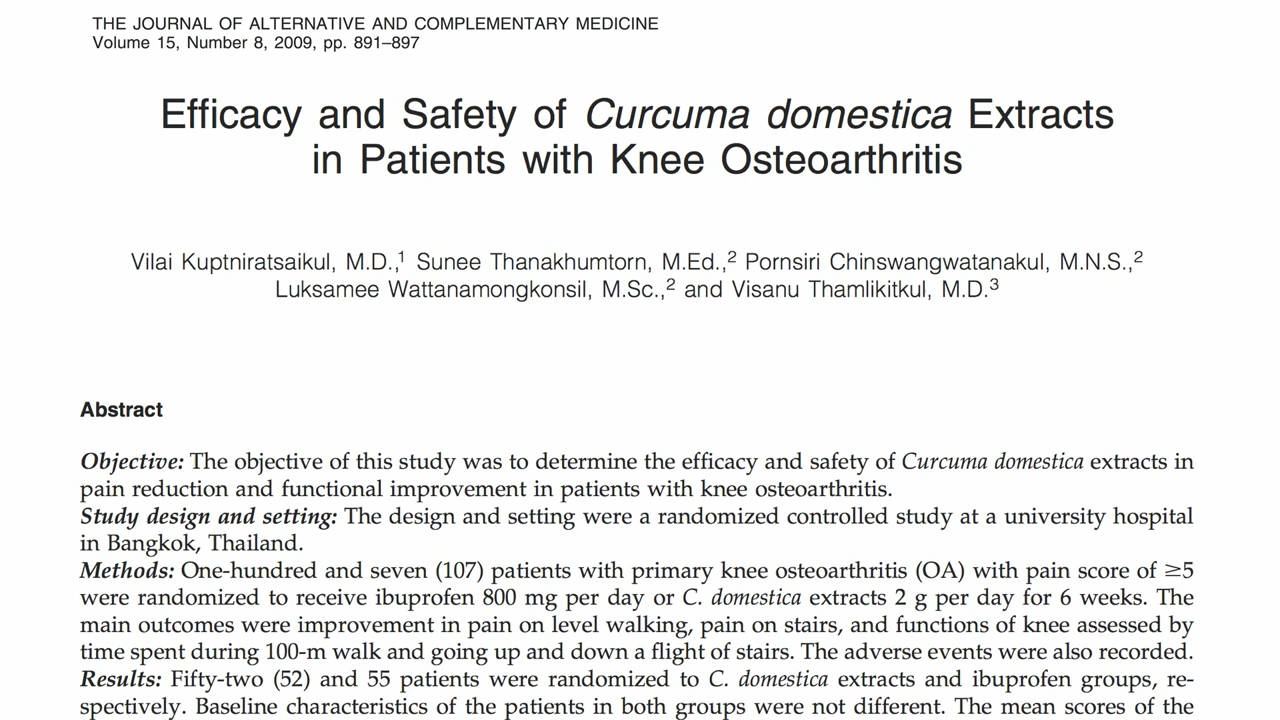 THE JOURNAL OF ALTERNATIVE AND COMPLEMENTARY MEDICINE
Volume 15, Number 8, 2009, pp. 891–897
Efficacy and Safety of Curcuma domestica Extracts
in Patients with Knee Osteoarthritis
Vilai Kuptniratsaikul, M.D.,1 Sunee Thanakhumtorn, M.Ed.,2 Pornsiri Chinswangwatanakul, M.N.S.,2
Luksamee Wattanamongkonsil, M.Sc.,2 and Visanu Thamlikitkul, M.D.3
Abstract
Objective: The objective of this study was to determine the efficacy and safety of Curcuma domestica extracts in
pain reduction and functional improvement in patients with knee osteoarthritis.
Study design and setting: The design and setting were a randomized controlled study at a university hospital
in Bangkok, Thailand.
Methods: One-hundred and seven (107) patients with primary knee osteoarthritis (OA) with pain score of ≥5
were randomized to receive ibuprofen 800 mg per day or C. domestica extracts 2 g per day for 6 weeks. The
main outcomes were improvement in pain on level walking, pain on stairs, and functions of knee assessed by
time spent during 100-m walk and going up and down a flight of stairs. The adverse events were also recorded.
Results: Fifty-two (52) and 55 patients were randomized to C. domestica extracts and ibuprofen groups, re-
spectively. Baseline characteristics of the patients in both groups were not different. The mean scores of the